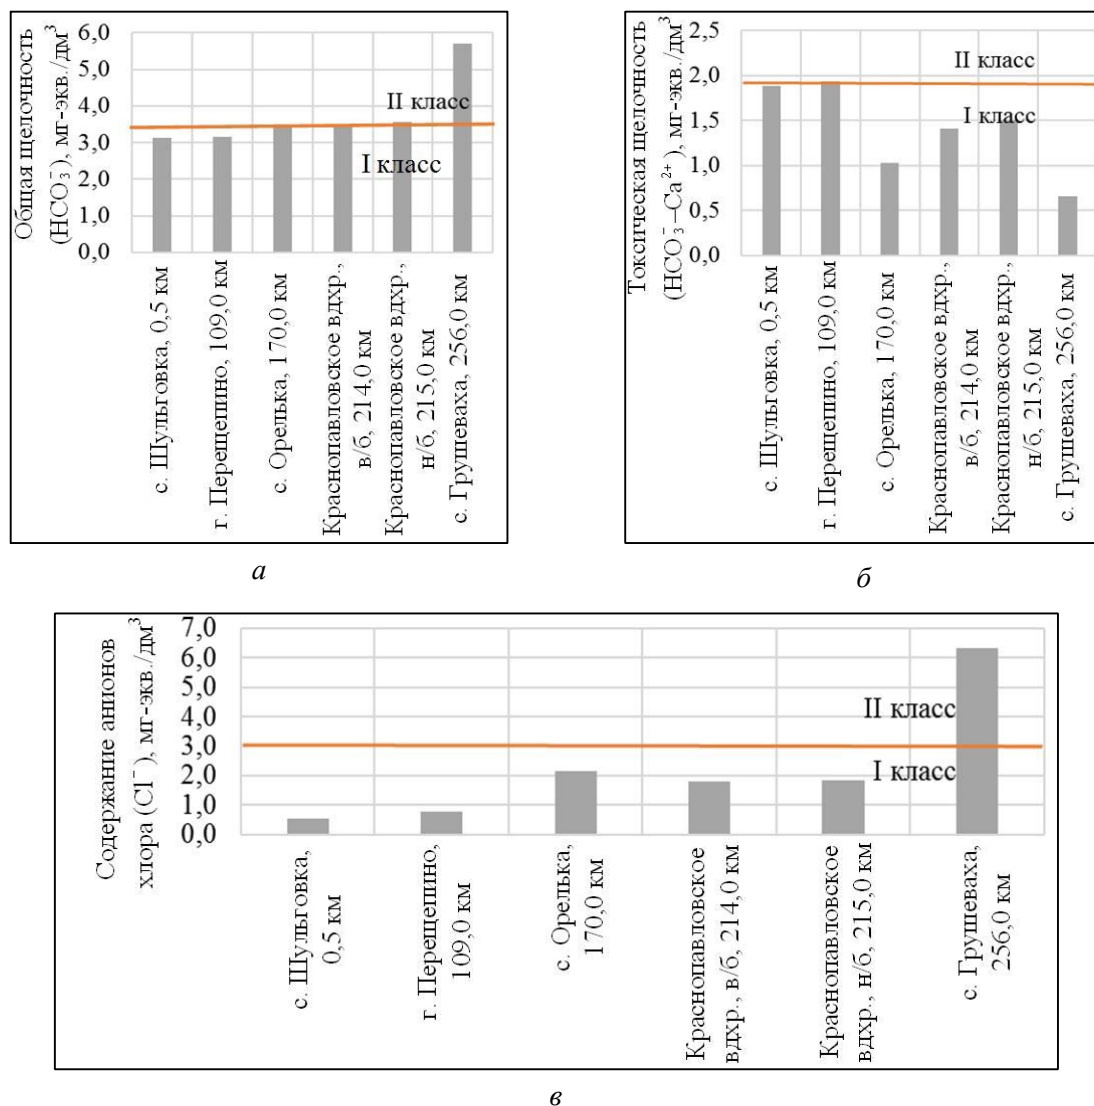 Общая щелочность
(HCO₃⁻), мг-экв./дм³
6,0
5,0
4,0
3,0
2,0
1,0
0,0
II класс
I класс
с. Шульговка, 0,5 км
г. Перещепино, 109,0 км
с. Орелька, 170,0 км
Краснопавловское вдхр.,
в/б, 214,0 км
Краснопавловское вдхр.,
н/б, 215,0 км
с. Грушеваха, 256,0 км
а
Токсическая щелочность
(HCO₃⁻–Ca²⁺), мг-экв./дм³
2,5
2,0
1,5
1,0
0,5
0,0
II класс
I класс
с. Шульговка, 0,5 км
г. Перещепино, 109,0 км
с. Орелька, 170,0 км
Краснопавловское вдхр.,
в/б, 214,0 км
Краснопавловское вдхр.,
н/б, 215,0 км
с. Грушеваха, 256,0 км
б
Содержание анионов
хлора (Cl⁻), мг-экв./дм³
7,0
6,0
5,0
4,0
3,0
2,0
1,0
0,0
II класс
I класс
с. Шульговка,
0,5 км
г. Перещепино,
109,0 км
с. Орелька,
170,0 км
Краснопавловское
вдхр., в/б, 214,0 км
Краснопавловское
вдхр., н/б, 215,0 км
с. Грушеваха,
256,0 км
в